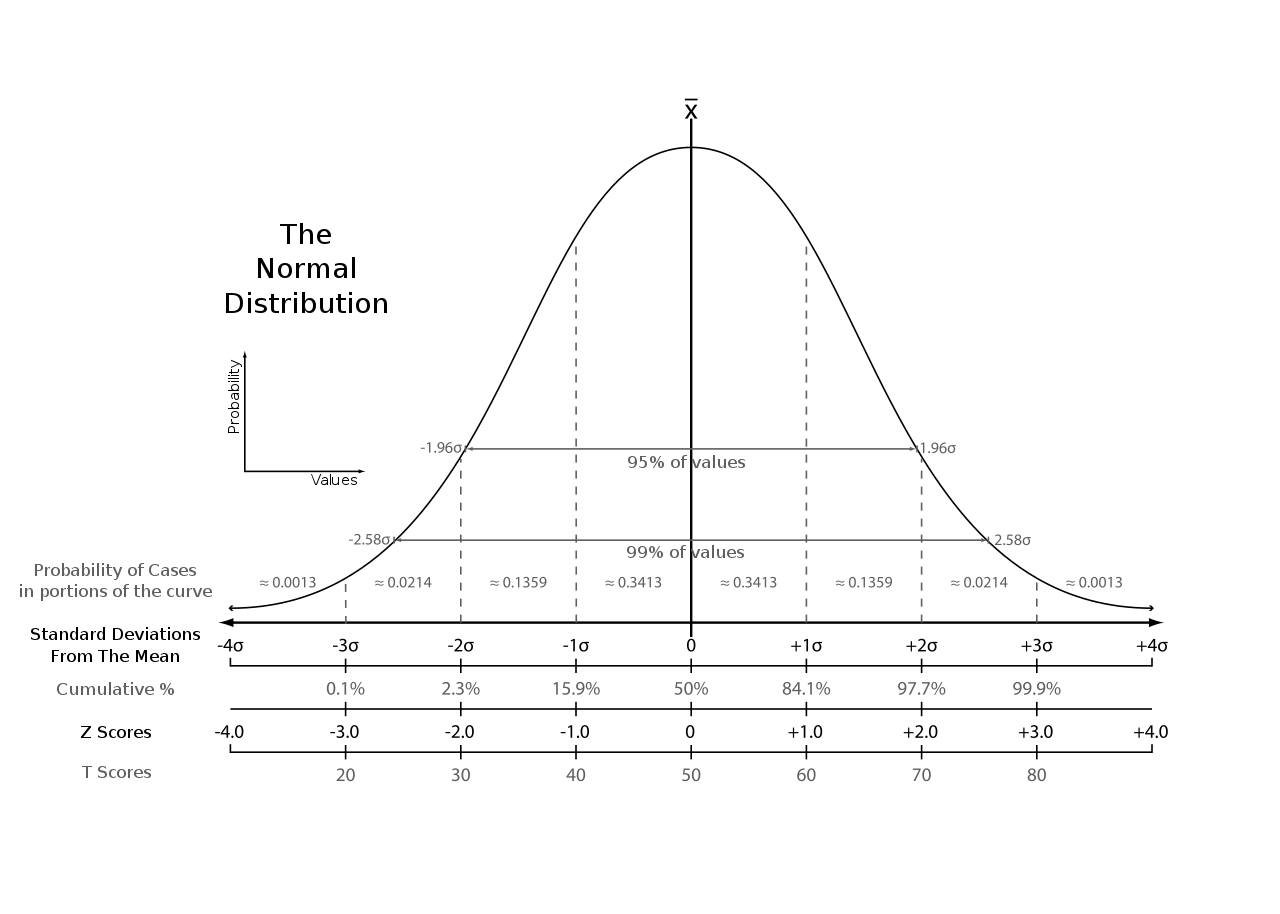 x̅
The
Normal
Distribution
Probability
Values
-1.96σ 1.96σ
95% of values
-2.58σ 2.58σ
99% of values
Probability of Cases
in portions of the curve
≈ 0.0013 ≈ 0.0214 ≈ 0.1359 ≈ 0.3413 ≈ 0.3413 ≈ 0.1359 ≈ 0.0214 ≈ 0.0013
Standard Deviations
From The Mean
-4σ -3σ -2σ -1σ 0 +1σ +2σ +3σ +4σ
Cumulative % 0.1% 2.3% 15.9% 50% 84.1% 97.7% 99.9%
Z Scores -4.0 -3.0 -2.0 -1.0 0 +1.0 +2.0 +3.0 +4.0
T Scores 20 30 40 50 60 70 80